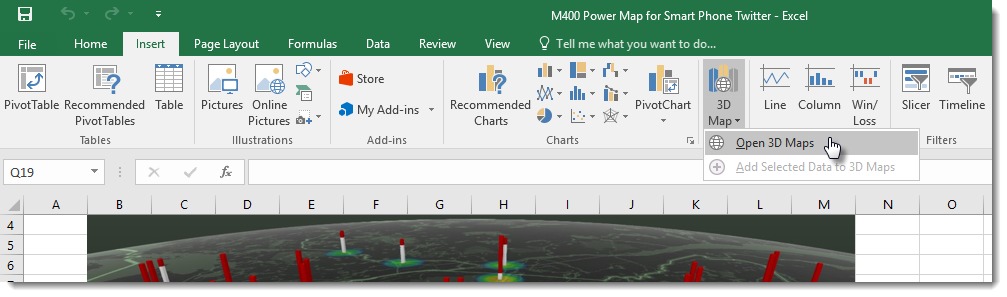 M400 Power Map for Smart Phone Twitter - Excel
File Home Insert Page Layout Formulas Data Review View Tell me what you want to do...
PivotTable Recommended PivotTables Table Pictures Online Pictures Store My Add-ins Recommended Charts PivotChart 3D Map Line Column Win/Loss Slicer Timeline
Tables Illustrations Add-ins Charts Filters
Open 3D Maps
Add Selected Data to 3D Maps
Q19 fx
A B C D E F G H I J K L M N O
4
5
6